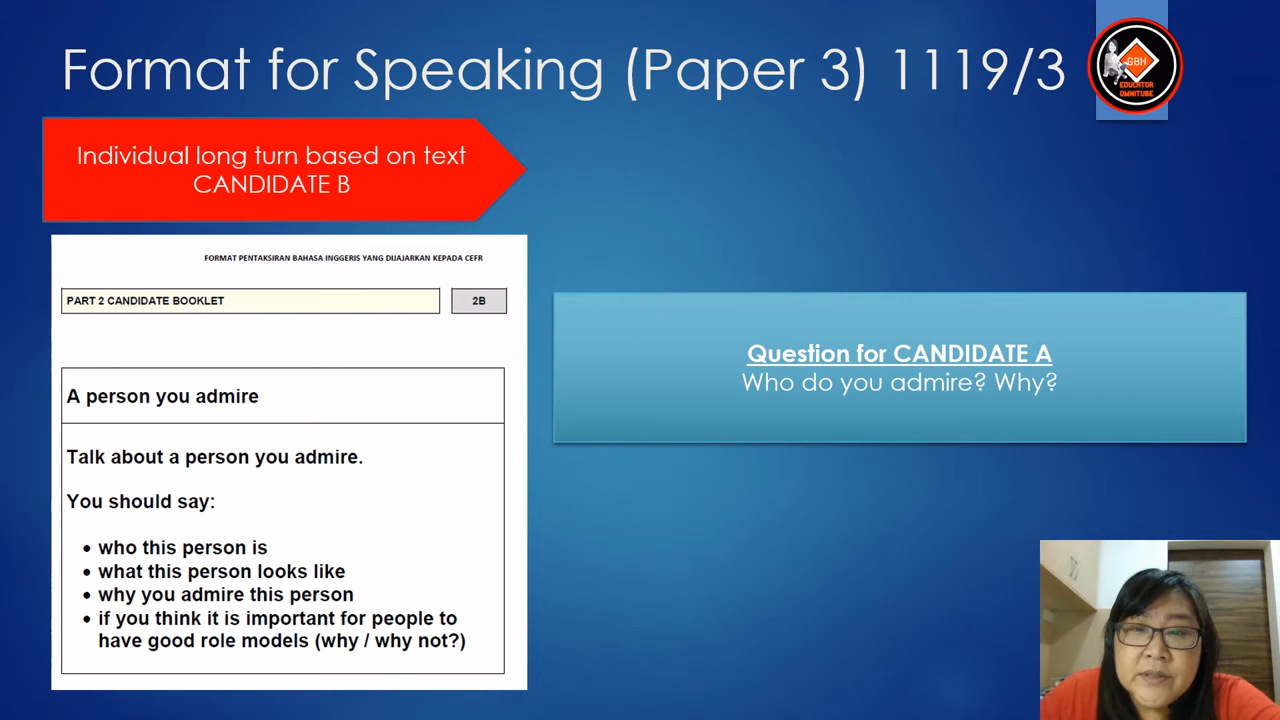 Format for Speaking (Paper 3) 1119/3
GBH
EDUCATOR
OMNITUBE
Individual long turn based on text
CANDIDATE B
FORMAT PENTAKSIRAN BAHASA INGGERIS YANG DIJAJARKAN KEPADA CEFR
PART 2 CANDIDATE BOOKLET
2B
A person you admire
Talk about a person you admire.
You should say:
• who this person is
• what this person looks like
• why you admire this person
• if you think it is important for people to
have good role models (why / why not?)
Question for CANDIDATE A
Who do you admire? Why?